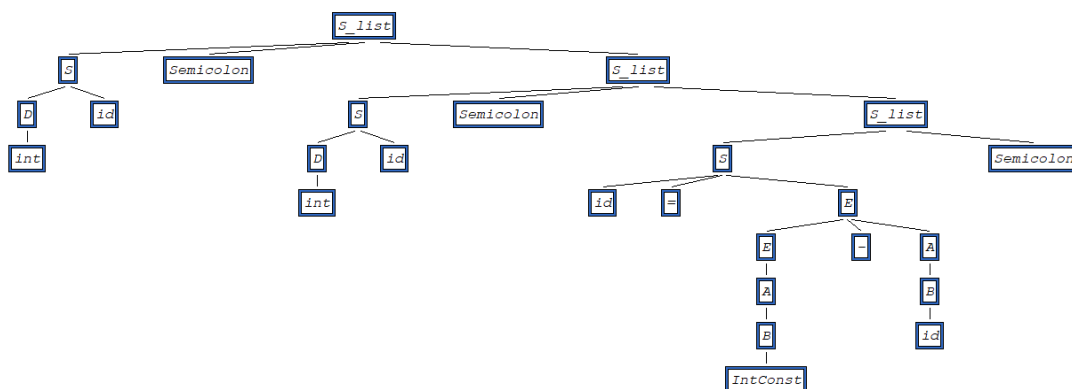 S_list
S Semicolon S_list
D id S Semicolon S_list
int D id S Semicolon
int id = E
E - A
A B
B id
IntConst